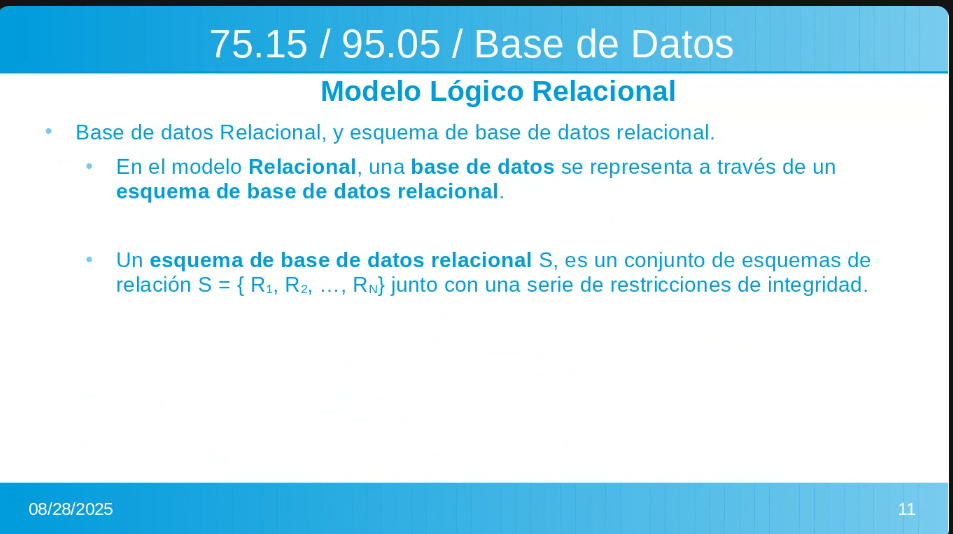 75.15 / 95.05 / Base de Datos
Modelo Lógico Relacional
• Base de datos Relacional, y esquema de base de datos relacional.
• En el modelo Relacional, una base de datos se representa a través de un
esquema de base de datos relacional.
• Un esquema de base de datos relacional S, es un conjunto de esquemas de
relación S = { R₁, R₂, …, R_N} junto con una serie de restricciones de integridad.
08/28/2025
11